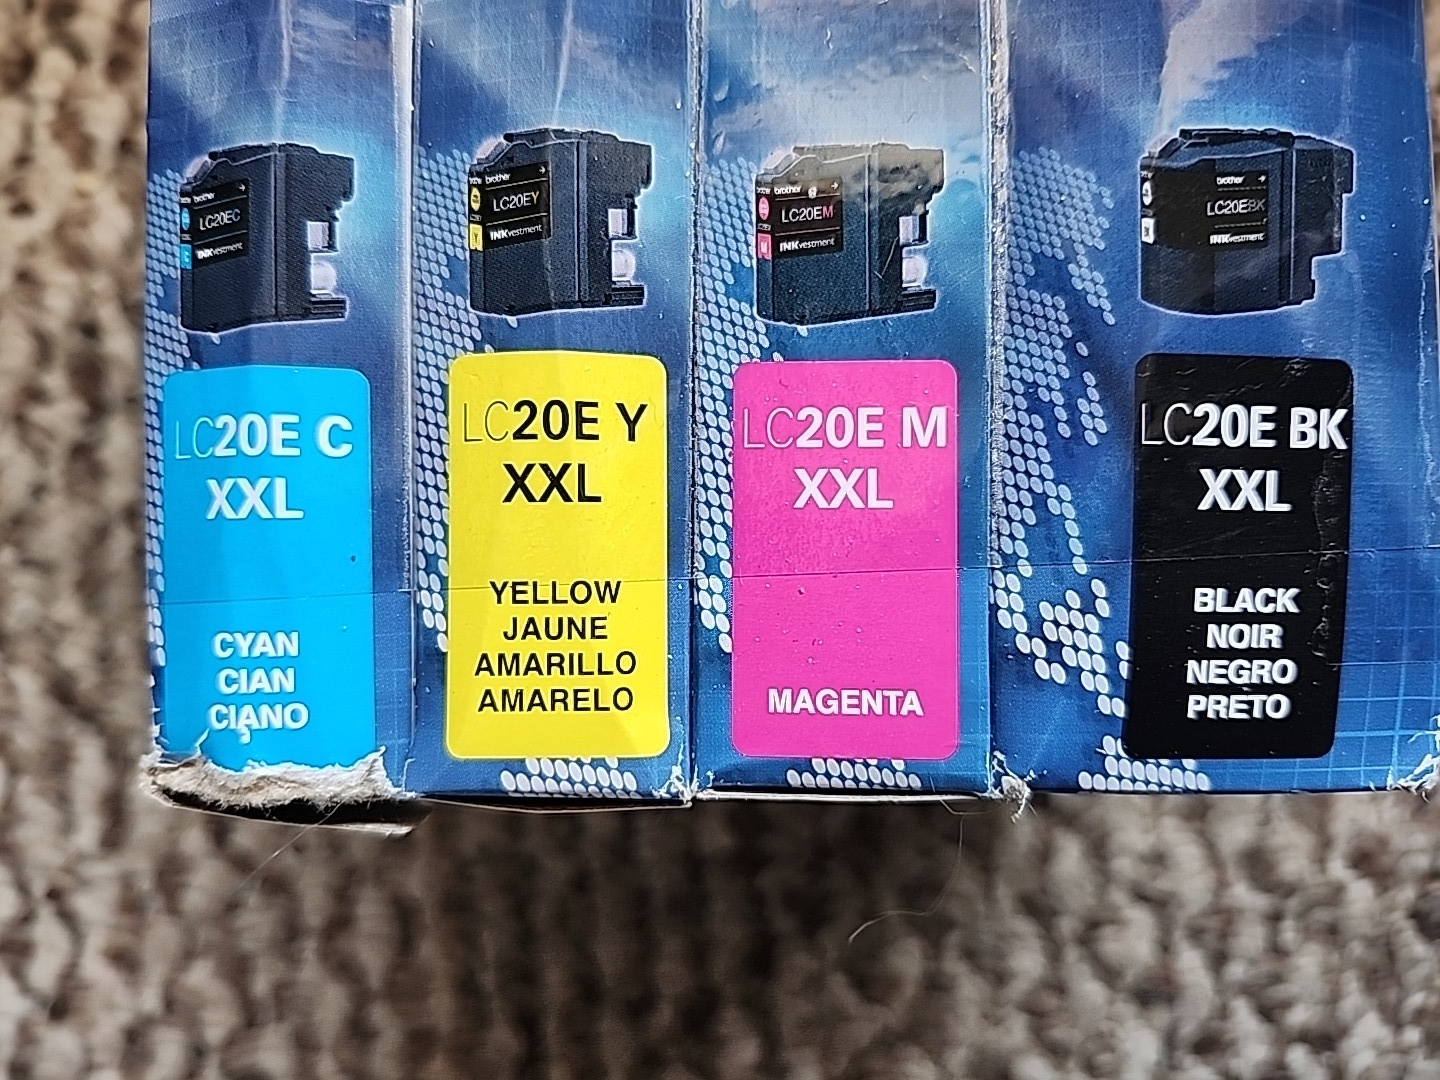 brother
LC20EC
INKvestment
LC20E C
XXL
CYAN
CIAN
CIANO
brother
LC20EY
INKvestment
Y
LC20E Y
XXL
YELLOW
JAUNE
AMARILLO
AMARELO
brother
LC20EM
INKvestment
M
LC20E M
XXL
MAGENTA
brother
LC20EBK
INKvestment
LC20E BK
XXL
BLACK
NOIR
NEGRO
PRETO